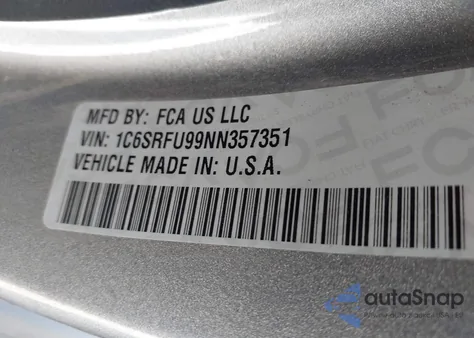 MFD BY: FCA US LLC
VIN: 1C6SRFU99NN357351
VEHICLE MADE IN: U.S.A.
autoSnap